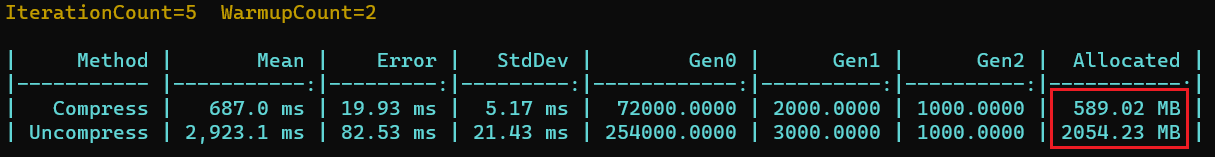 IterationCount=5  WarmupCount=2
|     Method |       Mean |    Error |   StdDev |        Gen0 |      Gen1 |      Gen2 |  Allocated |
|----------- |-----------:|---------:|---------:|------------:|----------:|----------:|-----------:|
|   Compress |   687.0 ms | 19.93 ms |  5.17 ms |  72000.0000 | 2000.0000 | 1000.0000 |  589.02 MB |
| Uncompress | 2,923.1 ms | 82.53 ms | 21.43 ms | 254000.0000 | 3000.0000 | 1000.0000 | 2054.23 MB |